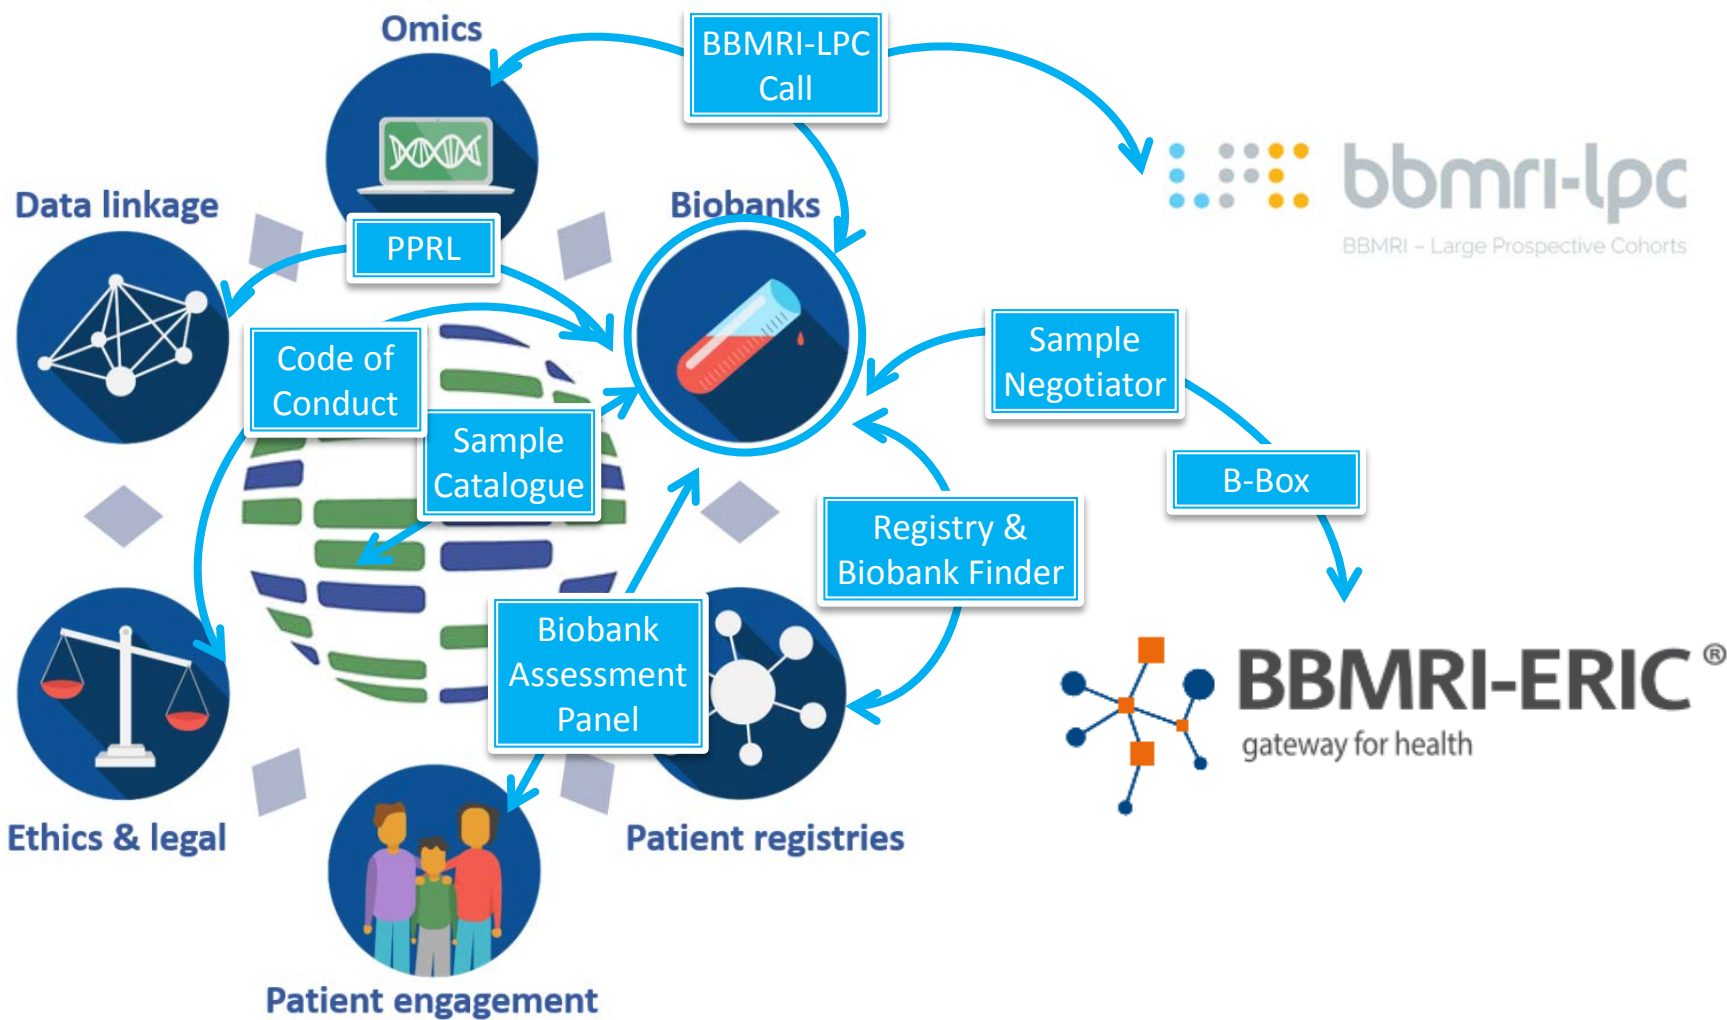 Omics
BBMRI-LPC
Call
bbmri-lpc
BBMRI – Large Prospective Cohorts
Data linkage
Biobanks
PPRL
Code of
Conduct
Sample
Negotiator
Sample
Catalogue
B-Box
Registry &
Biobank Finder
Biobank
Assessment
Panel
BBMRI-ERIC®
gateway for health
Ethics & legal
Patient registries
Patient engagement